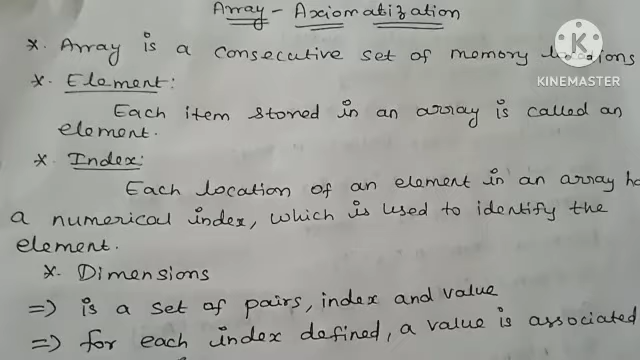 Array - Axiomatization
* Array is a consecutive set of memory
KINEMASTER
* Element:
Each item stored in an array is called an
element.
* Index:
Each location of an element in an array ha
a numerical index, which is used to identify the
element.
* Dimensions
=> is a set of pairs, index and value
=> for each index defined, a value is associated